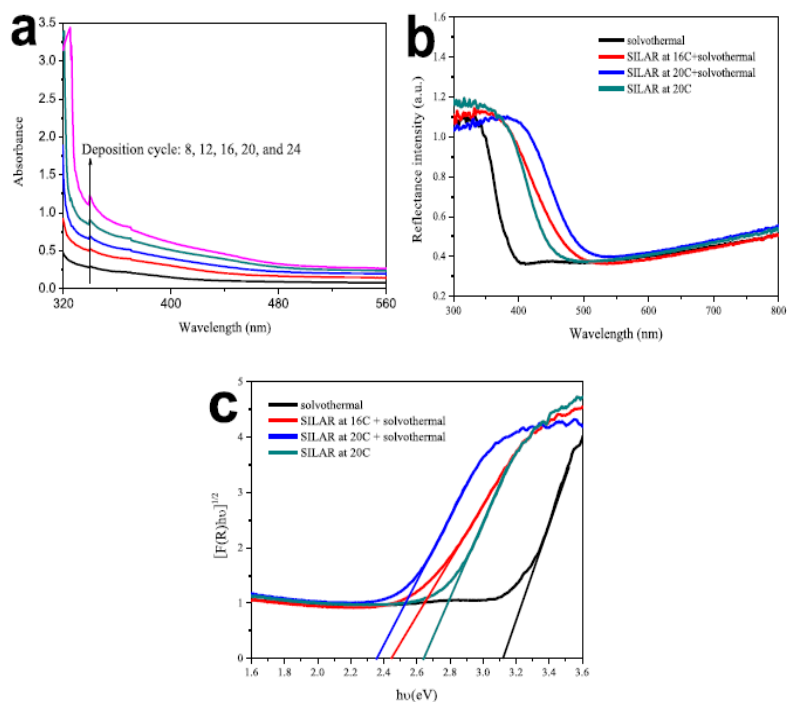 a
3.5
3.0
2.5
2.0
1.5
1.0
0.5
0.0
Absorbance
Deposition cycle: 8, 12, 16, 20, and 24
320 400 480 560
Wavelength (nm)
b
solvothermal
SILAR at 16C+solvothermal
SILAR at 20C+solvothermal
SILAR at 20C
1.6
1.4
1.2
1.0
0.8
0.6
0.4
0.2
Reflectance intensity (a.u.)
300 400 500 600 700 800
Wavelength (nm)
c
solvothermal
SILAR at 16C + solvothermal
SILAR at 20C + solvothermal
SILAR at 20C
5
4
3
2
1
0
[F(R)hυ]^1/2
1.6 1.8 2.0 2.2 2.4 2.6 2.8 3.0 3.2 3.4 3.6
hυ(eV)